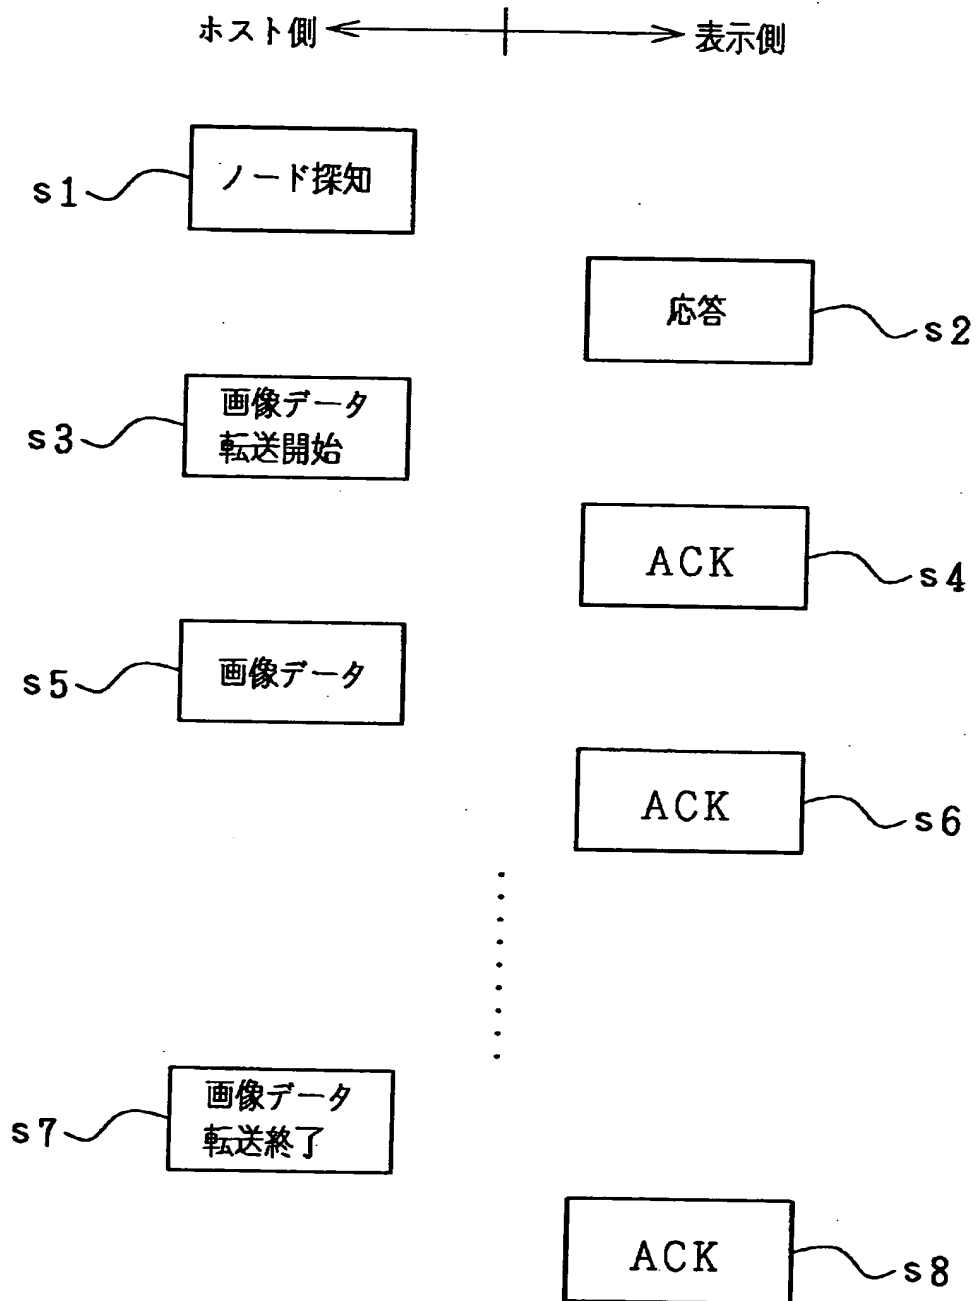 ホスト側 表示側
s1 ノード探知
応答 s2
画像データ
s3 転送開始
ACK s4
s5 画像データ
ACK s6
画像データ
s7 転送終了
ACK s8